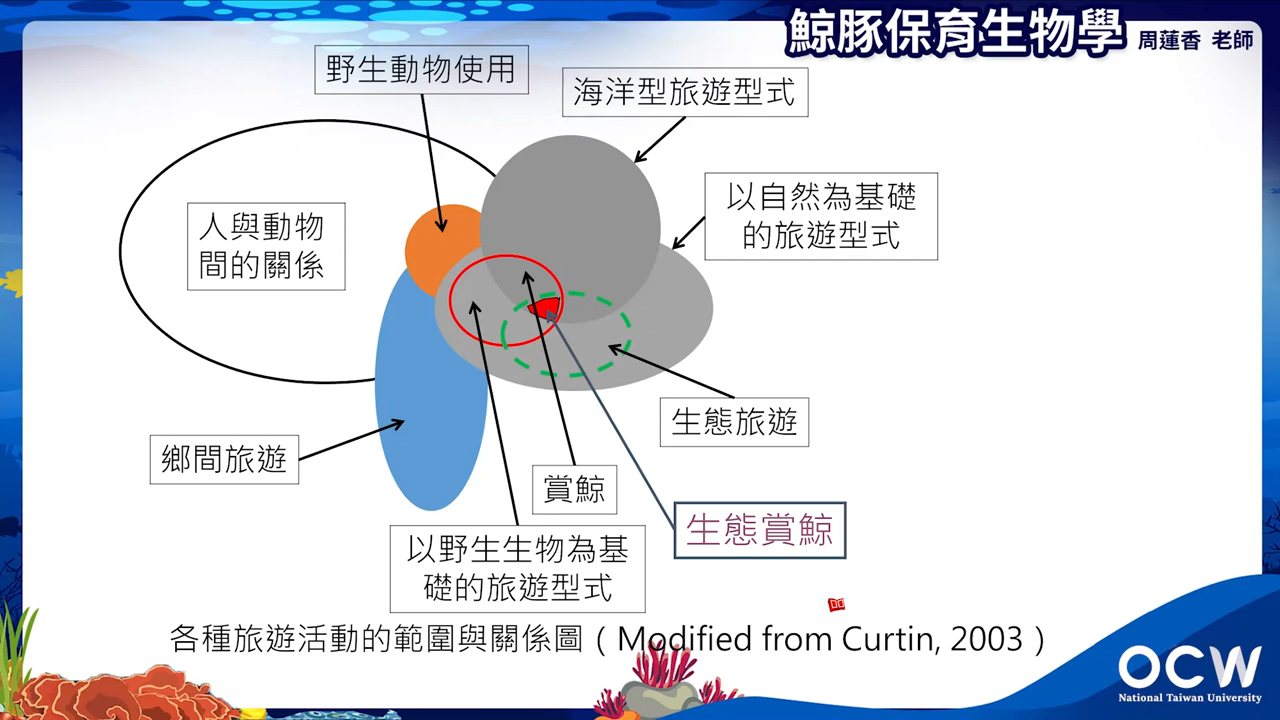 鯨豚保育生物學 周蓮香 老師
野生動物使用
海洋型旅遊型式
以自然為基礎
的旅遊型式
人與動物
間的關係
生態旅遊
鄉間旅遊
賞鯨
生態賞鯨
以野生生物為基
礎的旅遊型式
各種旅遊活動的範圍與關係圖（Modified from Curtin, 2003）
OCW
National Taiwan University